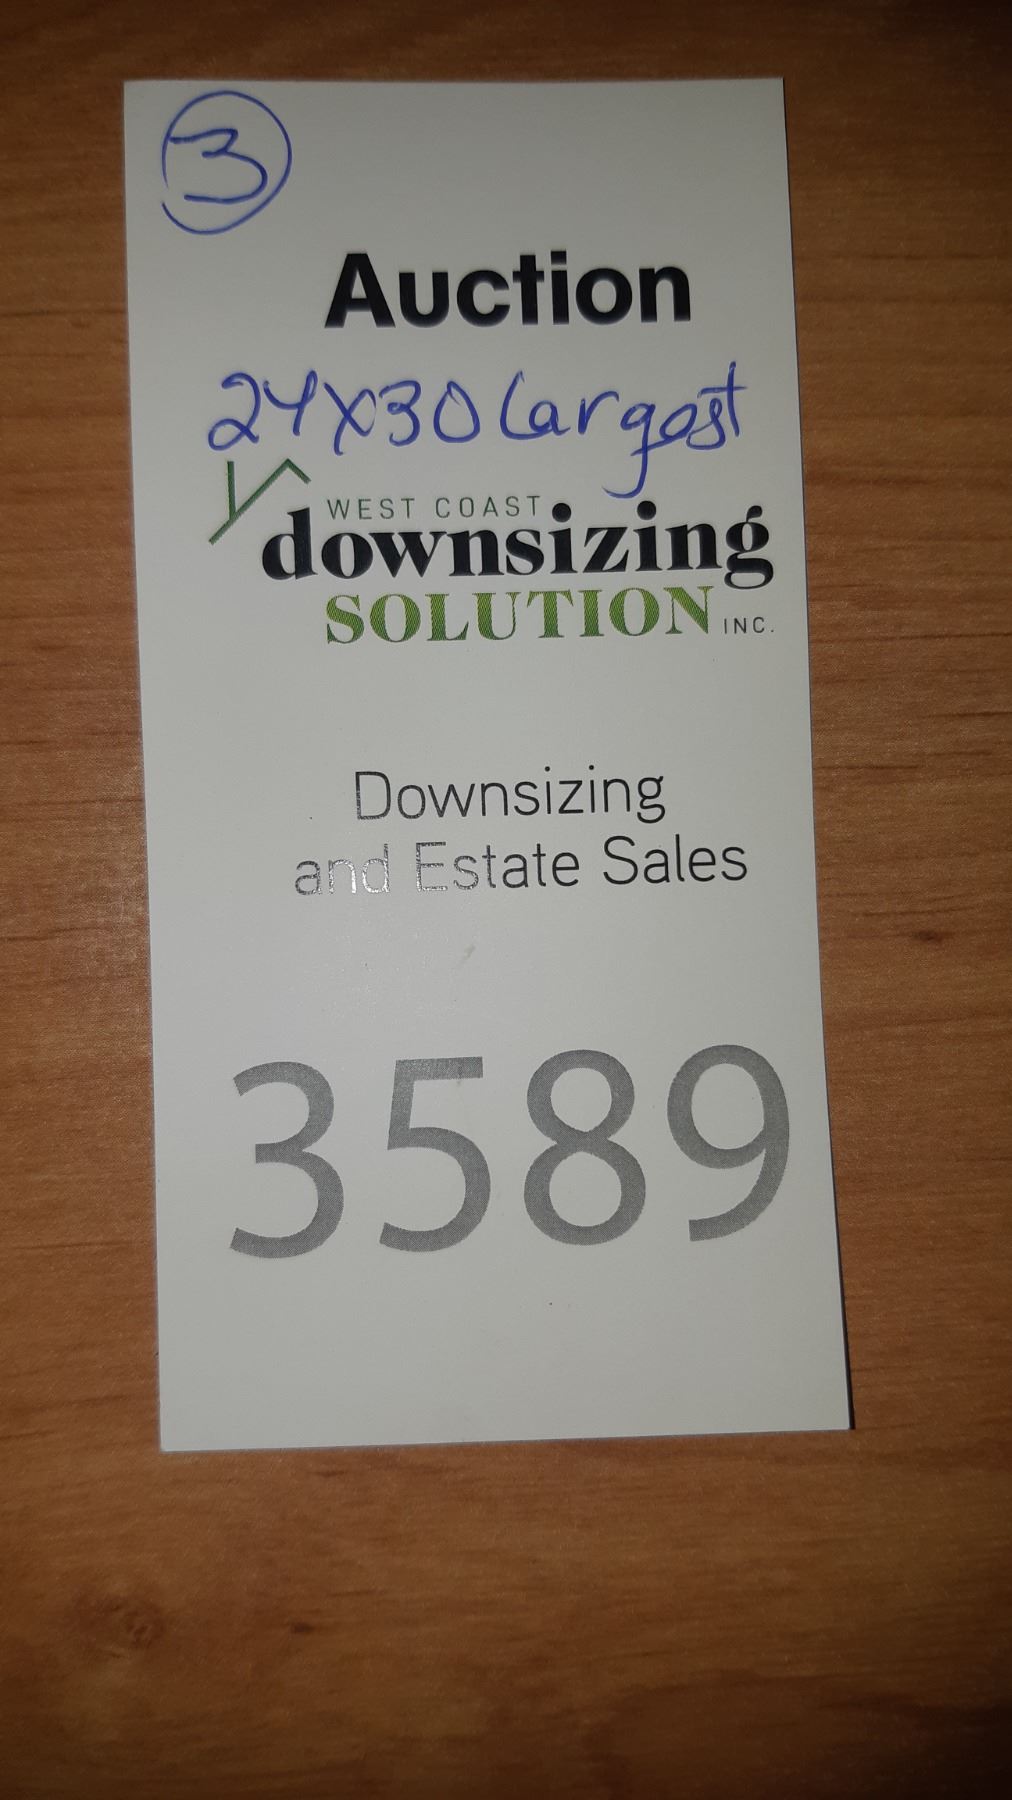 3
Auction
24x30 Largest
WEST COAST
downsizing
SOLUTION INC.
Downsizing
and Estate Sales
3589